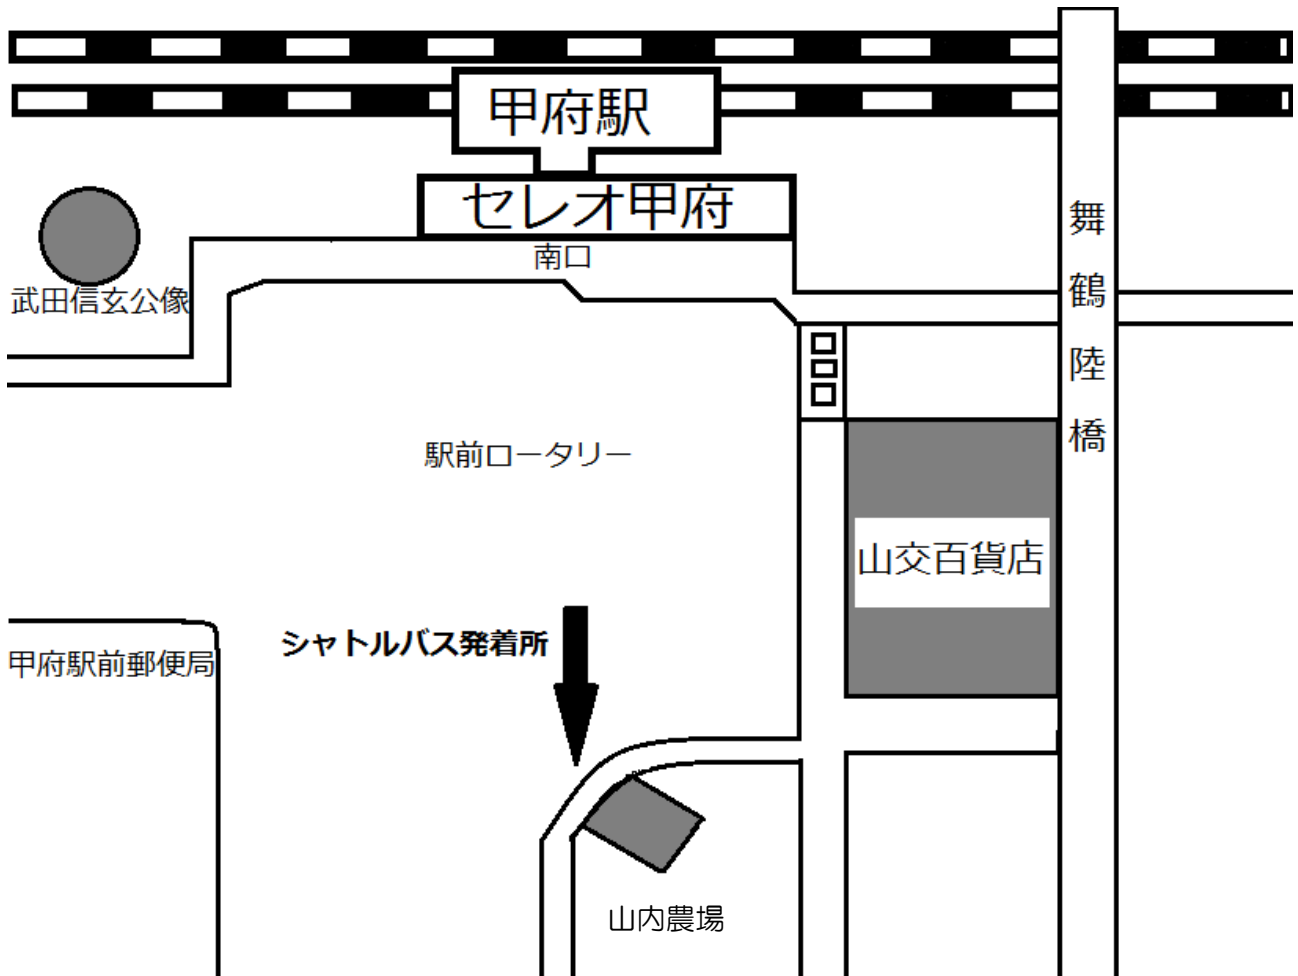 甲府駅
セレオ甲府
南口
武田信玄公像
舞鶴陸橋
駅前ロータリー
山交百貨店
シャトルバス発着所
甲府駅前郵便局
山内農場